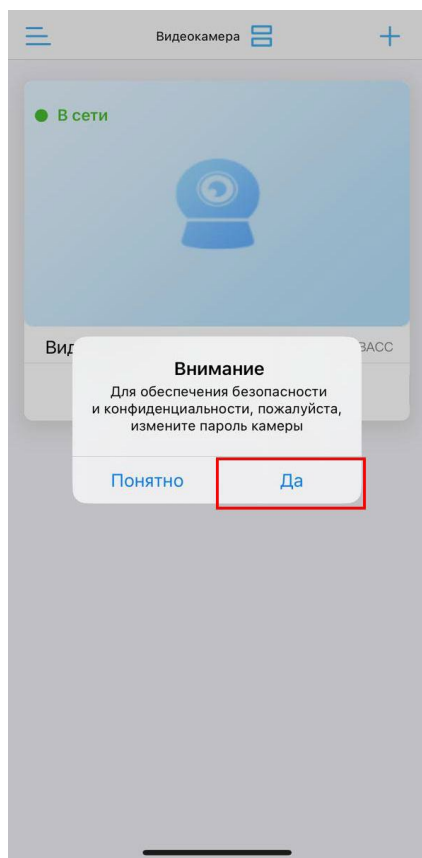 Видеокамера
В сети
Внимание
Для обеспечения безопасности
и конфиденциальности, пожалуйста,
измените пароль камеры
Понятно
Да